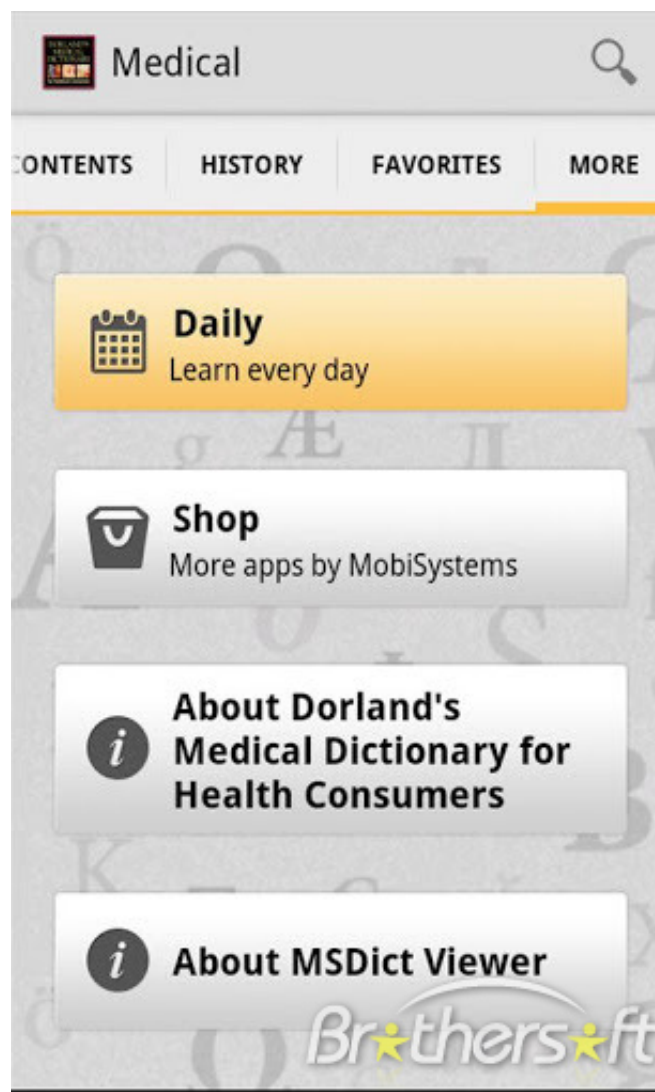 Medical
CONTENTS
HISTORY
FAVORITES
MORE
Daily
Learn every day
Shop
More apps by MobiSystems
About Dorland's
Medical Dictionary for
Health Consumers
About MSDict Viewer
Brothersoft